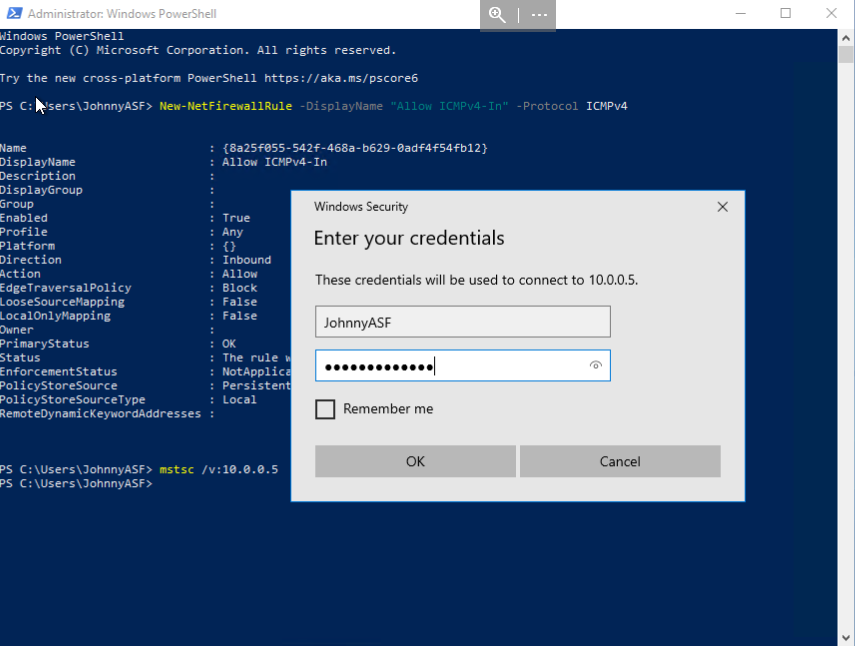 Administrator: Windows PowerShell
Windows PowerShell
Copyright (C) Microsoft Corporation. All rights reserved.
Try the new cross-platform PowerShell https://aka.ms/pscore6
PS C:\Users\JohnnyASF> New-NetFirewallRule -DisplayName "Allow ICMPv4-In" -Protocol ICMPv4
Name : {8a25f055-542f-468a-b629-0adf4f54fb12}
DisplayName : Allow ICMPv4-In
Description :
DisplayGroup :
Group :
Enabled : True
Profile : Any
Platform : {}
Direction : Inbound
Action : Allow
EdgeTraversalPolicy : Block
LooseSourceMapping : False
LocalOnlyMapping : False
Owner :
PrimaryStatus : OK
Status : The rule
EnforcementStatus : NotApplica
PolicyStoreSource : Persistent
PolicyStoreSourceType : Local
RemoteDynamicKeywordAddresses :
PS C:\Users\JohnnyASF> mstsc /v:10.0.0.5
PS C:\Users\JohnnyASF>
Windows Security
Enter your credentials
These credentials will be used to connect to 10.0.0.5.
JohnnyASF
Remember me
OK
Cancel